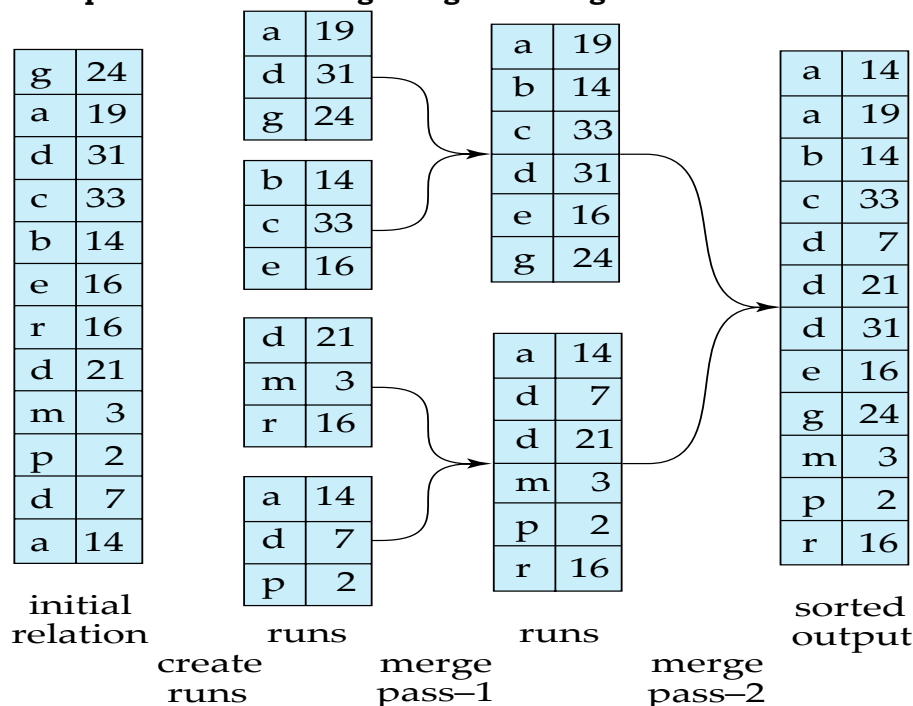 g 24
a 19
d 31
c 33
b 14
e 16
r 16
d 21
m 3
p 2
d 7
a 14
initial
relation
a 19
d 31
g 24
b 14
c 33
e 16
d 21
m 3
r 16
a 14
d 7
p 2
runs
create
runs
a 19
b 14
c 33
d 31
e 16
g 24
a 14
d 7
d 21
m 3
p 2
r 16
runs
merge
pass–1
a 14
a 19
b 14
c 33
d 7
d 21
d 31
e 16
g 24
m 3
p 2
r 16
sorted
output
merge
pass–2